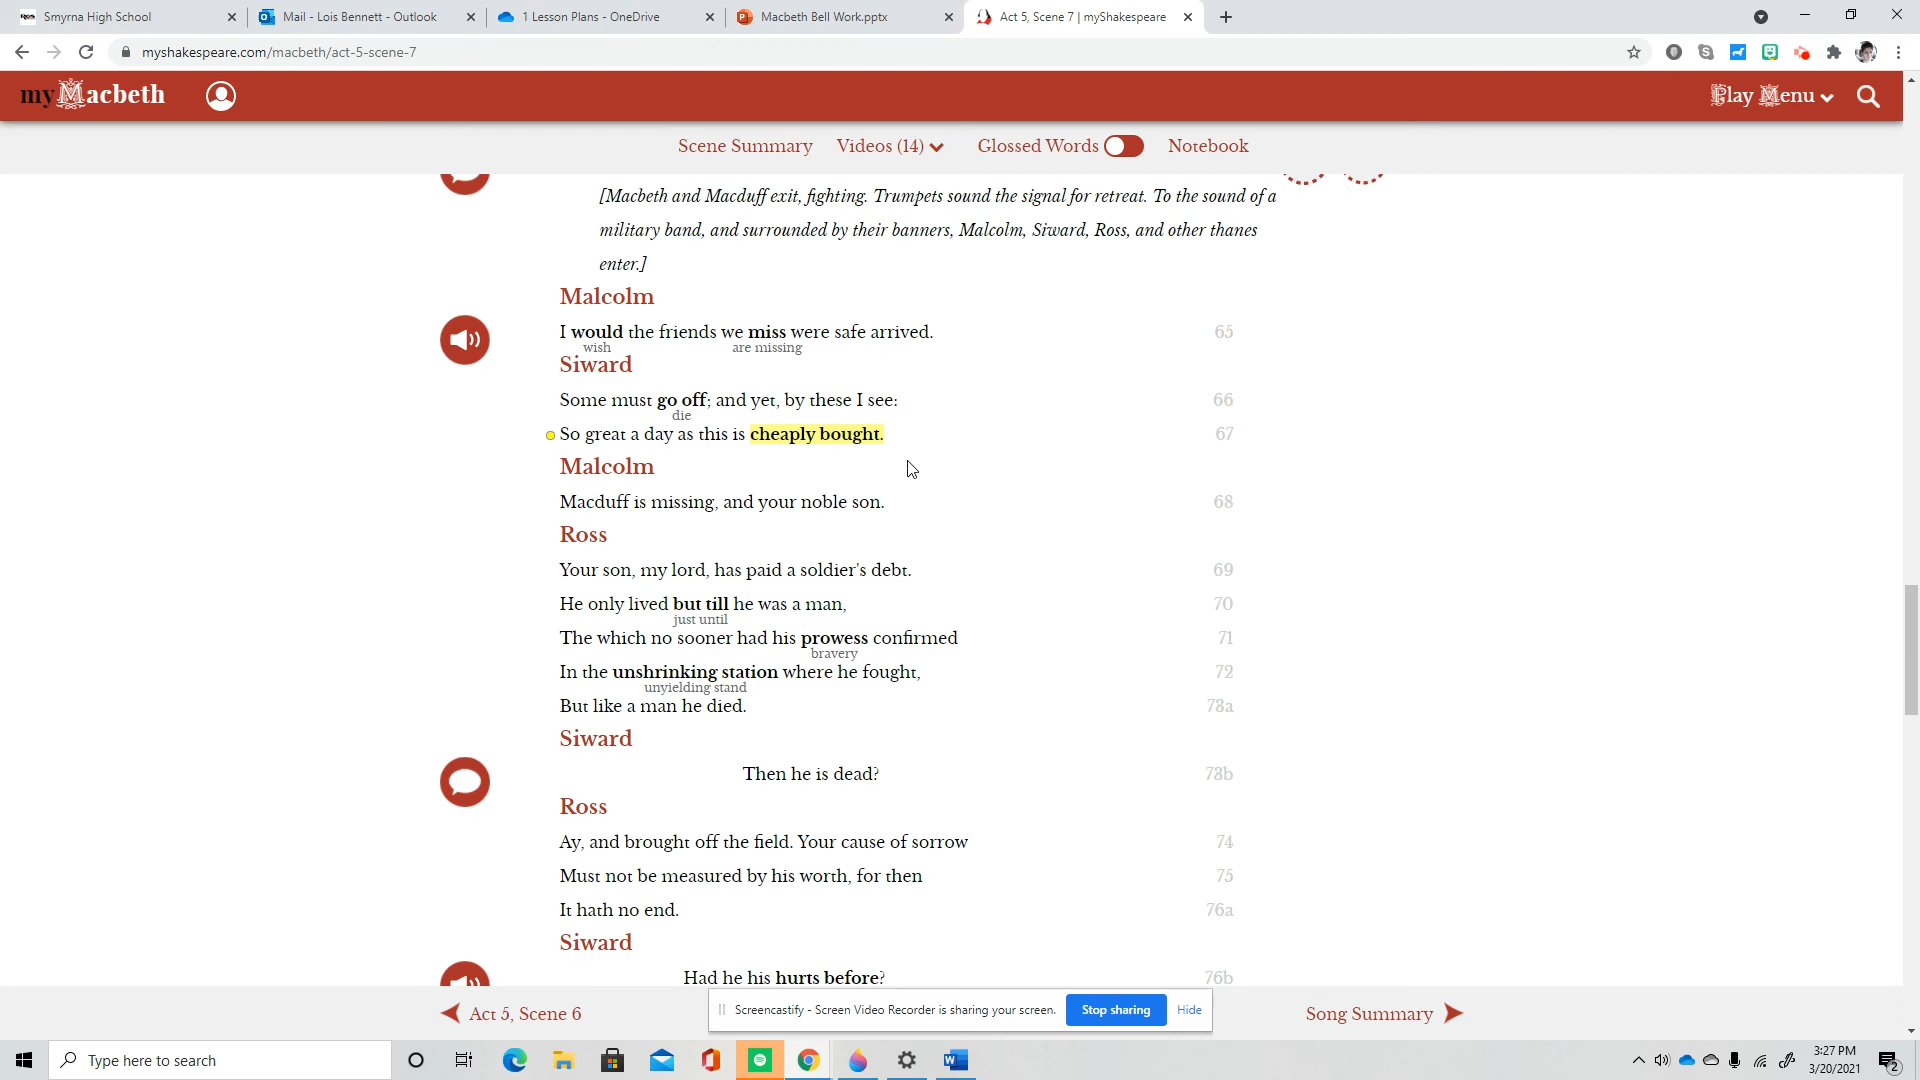 Smyrna High School
Mail - Lois Bennett - Outlook
1 Lesson Plans - OneDrive
Macbeth Bell Work.pptx
Act 5, Scene 7 | myShakespeare
myshakespeare.com/macbeth/act-5-scene-7
myMacbeth
Play Menu
Scene Summary
Videos (14)
Glossed Words
Notebook
[Macbeth and Macduff exit, fighting. Trumpets sound the signal for retreat. To the sound of a
military band, and surrounded by their banners, Malcolm, Siward, Ross, and other thanes
enter.]
Malcolm
I would the friends we miss were safe arrived. 65
wish are missing
Siward
Some must go off; and yet, by these I see: 66
die
So great a day as this is cheaply bought. 67
Malcolm
Macduff is missing, and your noble son. 68
Ross
Your son, my lord, has paid a soldier's debt. 69
He only lived but till he was a man, 70
just until
The which no sooner had his prowess confirmed 71
bravery
In the unshrinking station where he fought, 72
unyielding stand
But like a man he died. 73a
Siward
Then he is dead? 73b
Ross
Ay, and brought off the field. Your cause of sorrow 74
Must not be measured by his worth, for then 75
It hath no end. 76a
Siward
Had he his hurts before? 76b
Act 5, Scene 6
Screencastify - Screen Video Recorder is sharing your screen.
Stop sharing
Hide
Song Summary
Type here to search
3:27 PM
3/20/2021
2